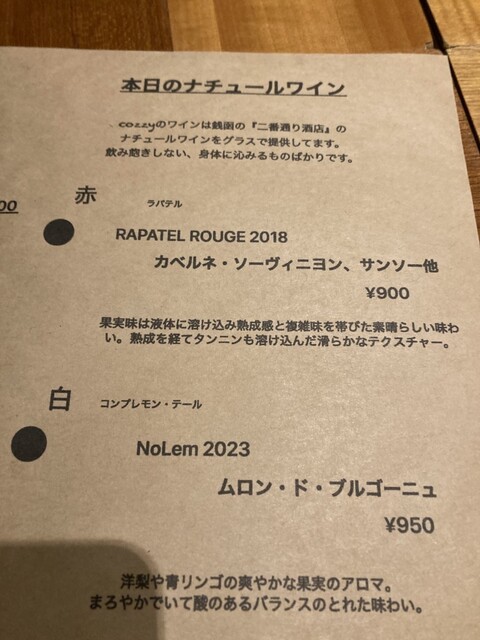 本日のナチュールワイン
cozzyのワインは銭函の『二番通り酒店』の
ナチュールワインをグラスで提供してます。
飲み飽きしない、身体に沁みるものばかりです。
00
赤
ラパテル
RAPATEL ROUGE 2018
カベルネ・ソーヴィニヨン、サンソー他
¥900
果実味は液体に溶け込み熟成感と複雑味を帯びた素晴らしい味わ
い。熟成を経てタンニンも溶け込んだ滑らかなテクスチャー。
白
コンプレモン・テール
NoLem 2023
ムロン・ド・ブルゴーニュ
¥950
洋梨や青リンゴの爽やかな果実のアロマ。
まろやかでいて酸のあるバランスのとれた味わい。